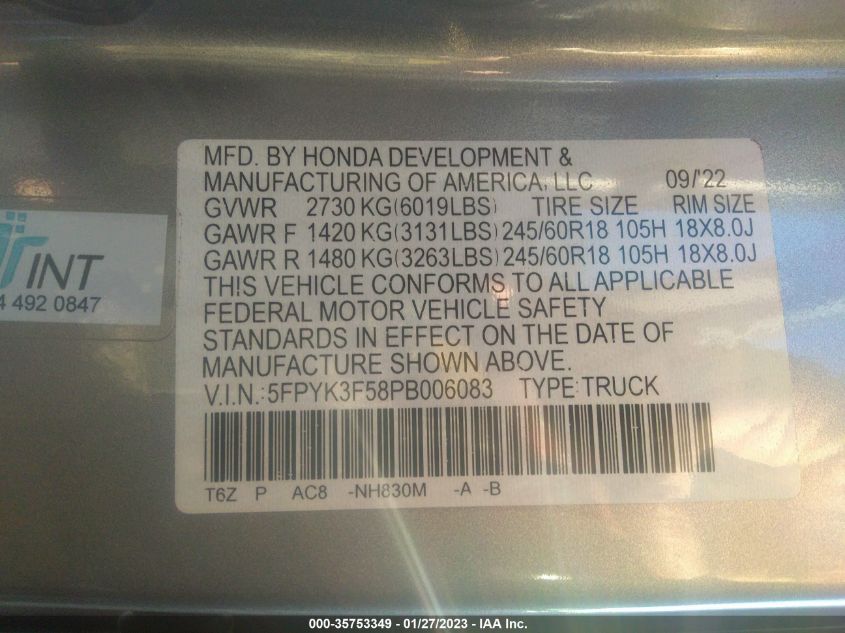 MFD. BY HONDA DEVELOPMENT &
MANUFACTURING OF AMERICA, LLC 09/'22
GVWR 2730 KG(6019LBS) TIRE SIZE RIM SIZE
GAWR F 1420 KG(3131LBS) 245/60R18 105H 18X8.0J
GAWR R 1480 KG(3263LBS) 245/60R18 105H 18X8.0J
THIS VEHICLE CONFORMS TO ALL APPLICABLE
FEDERAL MOTOR VEHICLE SAFETY
STANDARDS IN EFFECT ON THE DATE OF
MANUFACTURE SHOWN ABOVE.
V.I.N.:5FPYK3F58PB006083 TYPE:TRUCK
T6Z P AC8 -NH830M -A -B
INT
4 492 0847
000-35753349 - 01/27/2023 - IAA Inc.